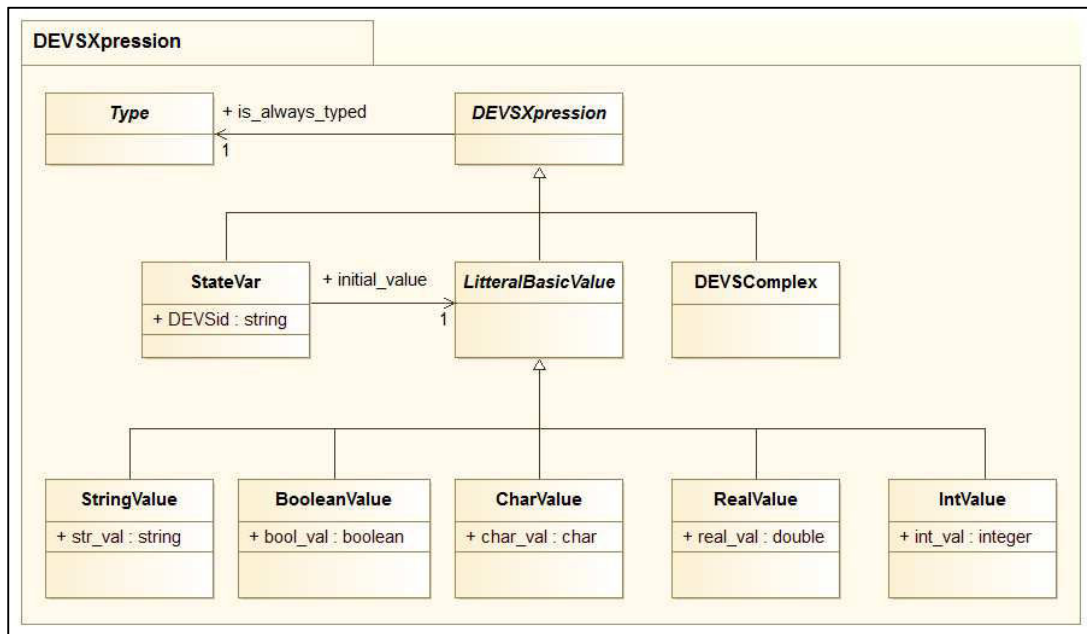 DEVSXpression
Type
+ is_always_typed
1
DEVSXpression
StateVar
+ DEVSid : string
+ initial_value
1
LitteralBasicValue
DEVSComplex
StringValue
+ str_val : string
BooleanValue
+ bool_val : boolean
CharValue
+ char_val : char
RealValue
+ real_val : double
IntValue
+ int_val : integer